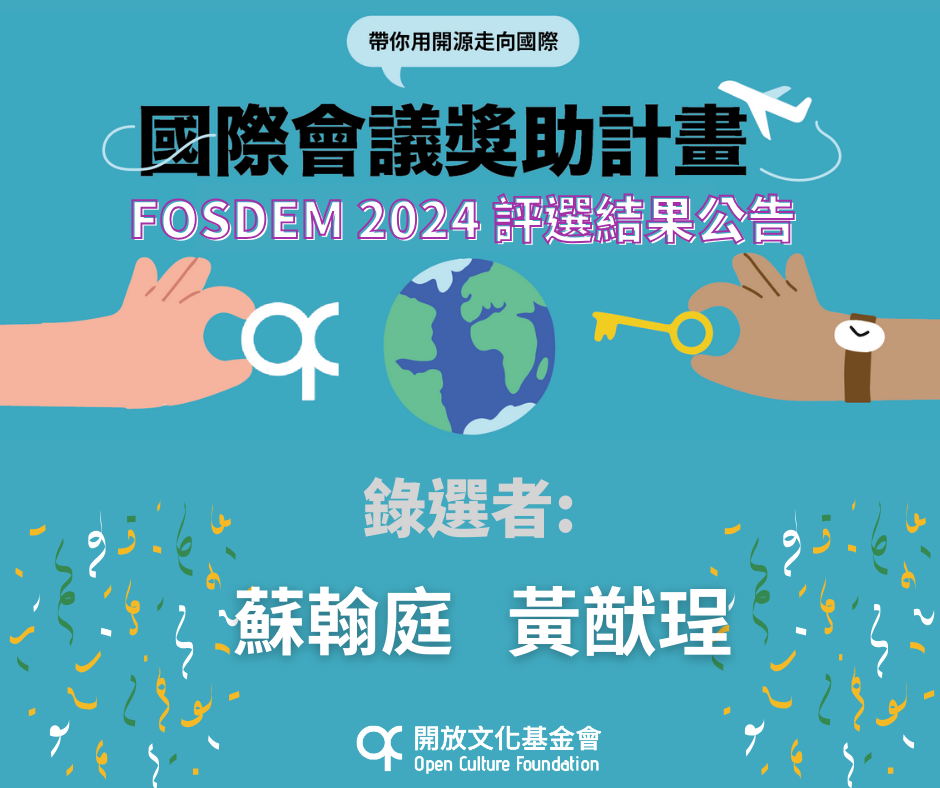 帶你用開源走向國際
國際會議獎助計畫
FOSDEM 2024 評選結果公告
錄選者:
蘇翰庭 黃猷珵
開放文化基金會
Open Culture Foundation